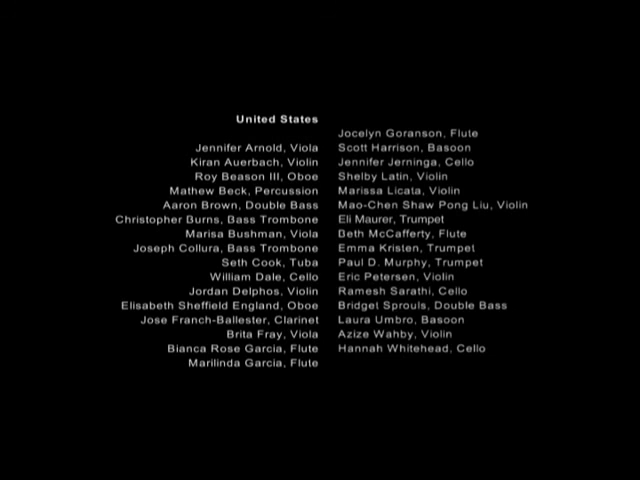 United States
Jennifer Arnold, Viola
Kiran Auerbach, Violin
Roy Beason III, Oboe
Mathew Beck, Percussion
Aaron Brown, Double Bass
Christopher Burns, Bass Trombone
Marisa Bushman, Viola
Joseph Collura, Bass Trombone
Seth Cook, Tuba
William Dale, Cello
Jordan Delphos, Violin
Elisabeth Sheffield England, Oboe
Jose Franch-Ballester, Clarinet
Brita Fray, Viola
Bianca Rose Garcia, Flute
Marilinda Garcia, Flute
Jocelyn Goranson, Flute
Scott Harrison, Basoon
Jennifer Jerninga, Cello
Shelby Latin, Violin
Marissa Licata, Violin
Mao-Chen Shaw Pong Liu, Violin
Eli Maurer, Trumpet
Beth McCafferty, Flute
Emma Kristen, Trumpet
Paul D. Murphy, Trumpet
Eric Petersen, Violin
Ramesh Sarathi, Cello
Bridget Sprouls, Double Bass
Laura Umbro, Basoon
Azize Wahby, Violin
Hannah Whitehead, Cello